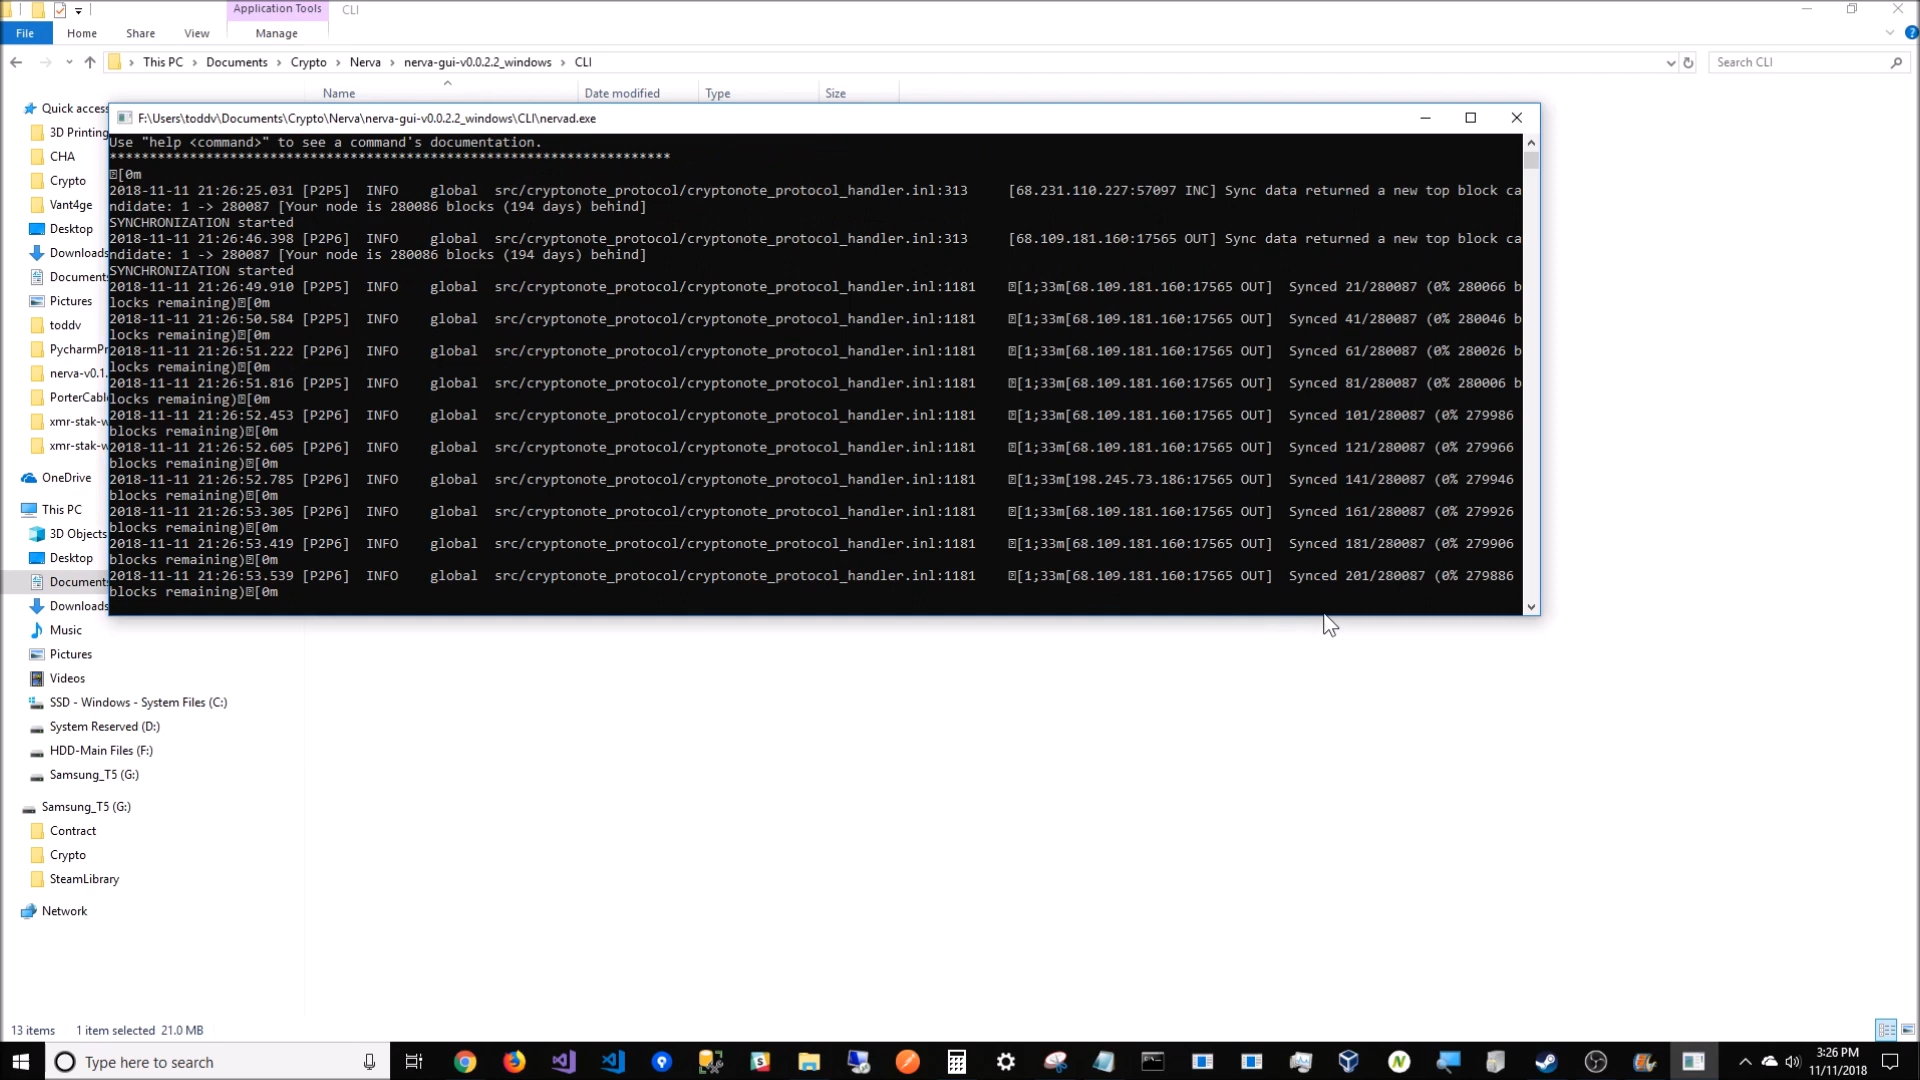 Application Tools
CLI
File
Home
Share
View
Manage
This PC
Documents
Crypto
Nerva
nerva-gui-v0.0.2.2_windows
CLI
Search CLI
Name
Date modified
Type
Size
F:\Users\toddv\Documents\Crypto\Nerva\nerva-gui-v0.0.2.2_windows\CLI\nervad.exe
Use "help <command>" to see a command's documentation.
**********************************************************************
[0m
2018-11-11 21:26:25.031 [P2P5] INFO global src/cryptonote_protocol/cryptonote_protocol_handler.inl:313 [68.231.110.227:57097 INC] Sync data returned a new top block ca
ndidate: 1 -> 280087 [Your node is 280086 blocks (194 days) behind]
SYNCHRONIZATION started
2018-11-11 21:26:46.398 [P2P6] INFO global src/cryptonote_protocol/cryptonote_protocol_handler.inl:313 [68.109.181.160:17565 OUT] Sync data returned a new top block ca
ndidate: 1 -> 280087 [Your node is 280086 blocks (194 days) behind]
SYNCHRONIZATION started
2018-11-11 21:26:49.910 [P2P5] INFO global src/cryptonote_protocol/cryptonote_protocol_handler.inl:1181 [1;33m[68.109.181.160:17565 OUT] Synced 21/280087 (0% 280066 b
locks remaining)[0m
2018-11-11 21:26:50.584 [P2P5] INFO global src/cryptonote_protocol/cryptonote_protocol_handler.inl:1181 [1;33m[68.109.181.160:17565 OUT] Synced 41/280087 (0% 280046 b
locks remaining)[0m
2018-11-11 21:26:51.222 [P2P6] INFO global src/cryptonote_protocol/cryptonote_protocol_handler.inl:1181 [1;33m[68.109.181.160:17565 OUT] Synced 61/280087 (0% 280026 b
locks remaining)[0m
2018-11-11 21:26:51.816 [P2P5] INFO global src/cryptonote_protocol/cryptonote_protocol_handler.inl:1181 [1;33m[68.109.181.160:17565 OUT] Synced 81/280087 (0% 280006 b
locks remaining)[0m
2018-11-11 21:26:52.453 [P2P6] INFO global src/cryptonote_protocol/cryptonote_protocol_handler.inl:1181 [1;33m[68.109.181.160:17565 OUT] Synced 101/280087 (0% 279986
blocks remaining)[0m
2018-11-11 21:26:52.605 [P2P6] INFO global src/cryptonote_protocol/cryptonote_protocol_handler.inl:1181 [1;33m[68.109.181.160:17565 OUT] Synced 121/280087 (0% 279966
blocks remaining)[0m
2018-11-11 21:26:52.785 [P2P6] INFO global src/cryptonote_protocol/cryptonote_protocol_handler.inl:1181 [1;33m[198.245.73.186:17565 OUT] Synced 141/280087 (0% 279946
blocks remaining)[0m
2018-11-11 21:26:53.305 [P2P6] INFO global src/cryptonote_protocol/cryptonote_protocol_handler.inl:1181 [1;33m[68.109.181.160:17565 OUT] Synced 161/280087 (0% 279926
blocks remaining)[0m
2018-11-11 21:26:53.419 [P2P6] INFO global src/cryptonote_protocol/cryptonote_protocol_handler.inl:1181 [1;33m[68.109.181.160:17565 OUT] Synced 181/280087 (0% 279906
blocks remaining)[0m
2018-11-11 21:26:53.539 [P2P6] INFO global src/cryptonote_protocol/cryptonote_protocol_handler.inl:1181 [1;33m[68.109.181.160:17565 OUT] Synced 201/280087 (0% 279886
blocks remaining)[0m
Quick access
3D Printing
CHA
Crypto
Vant4ge
Desktop
Downloads
Documents
Pictures
toddv
PycharmPr
nerva-v0.1.
PorterCable
xmr-stak-w
xmr-stak-w
OneDrive
This PC
3D Objects
Desktop
Documents
Downloads
Music
Pictures
Videos
SSD - Windows - System Files (C:)
System Reserved (D:)
HDD-Main Files (F:)
Samsung_T5 (G:)
Samsung_T5 (G:)
Contract
Crypto
SteamLibrary
Network
13 items
1 item selected 21.0 MB
Type here to search
3:26 PM
11/11/2018